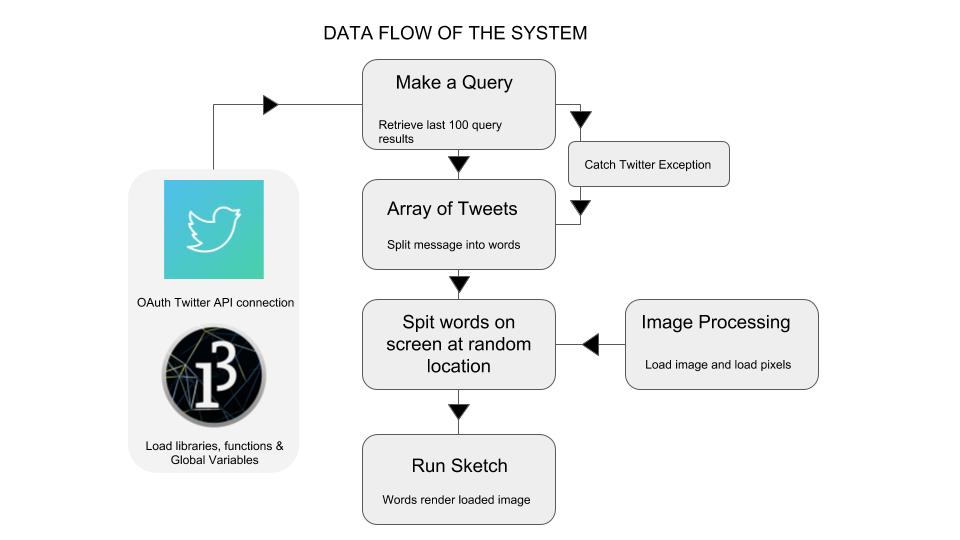 DATA FLOW OF THE SYSTEM
Make a Query
Retrieve last 100 query
results
Catch Twitter Exception
Array of Tweets
Split message into words
OAuth Twitter API connection
3
1
Load libraries, functions &
Global Variables
Spit words on
screen at random
location
Image Processing
Load image and load pixels
Run Sketch
Words render loaded image